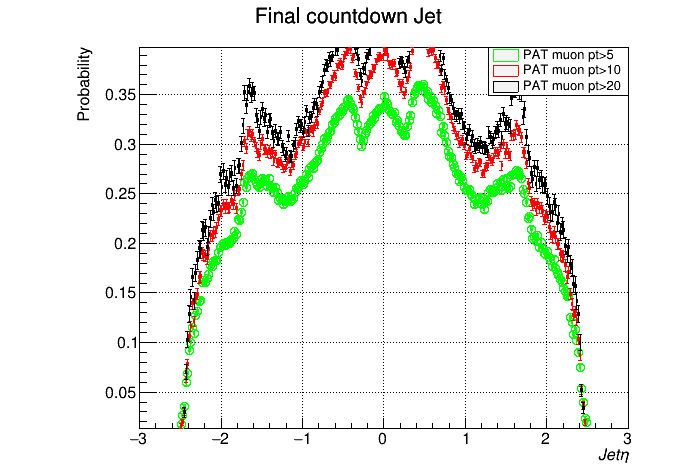 Final countdown Jet
Probability
PAT muon pt>5
PAT muon pt>10
PAT muon pt>20
0.35
0.3
0.25
0.2
0.15
0.1
0.05
−3 −2 −1 0 1 2 3
Jetη